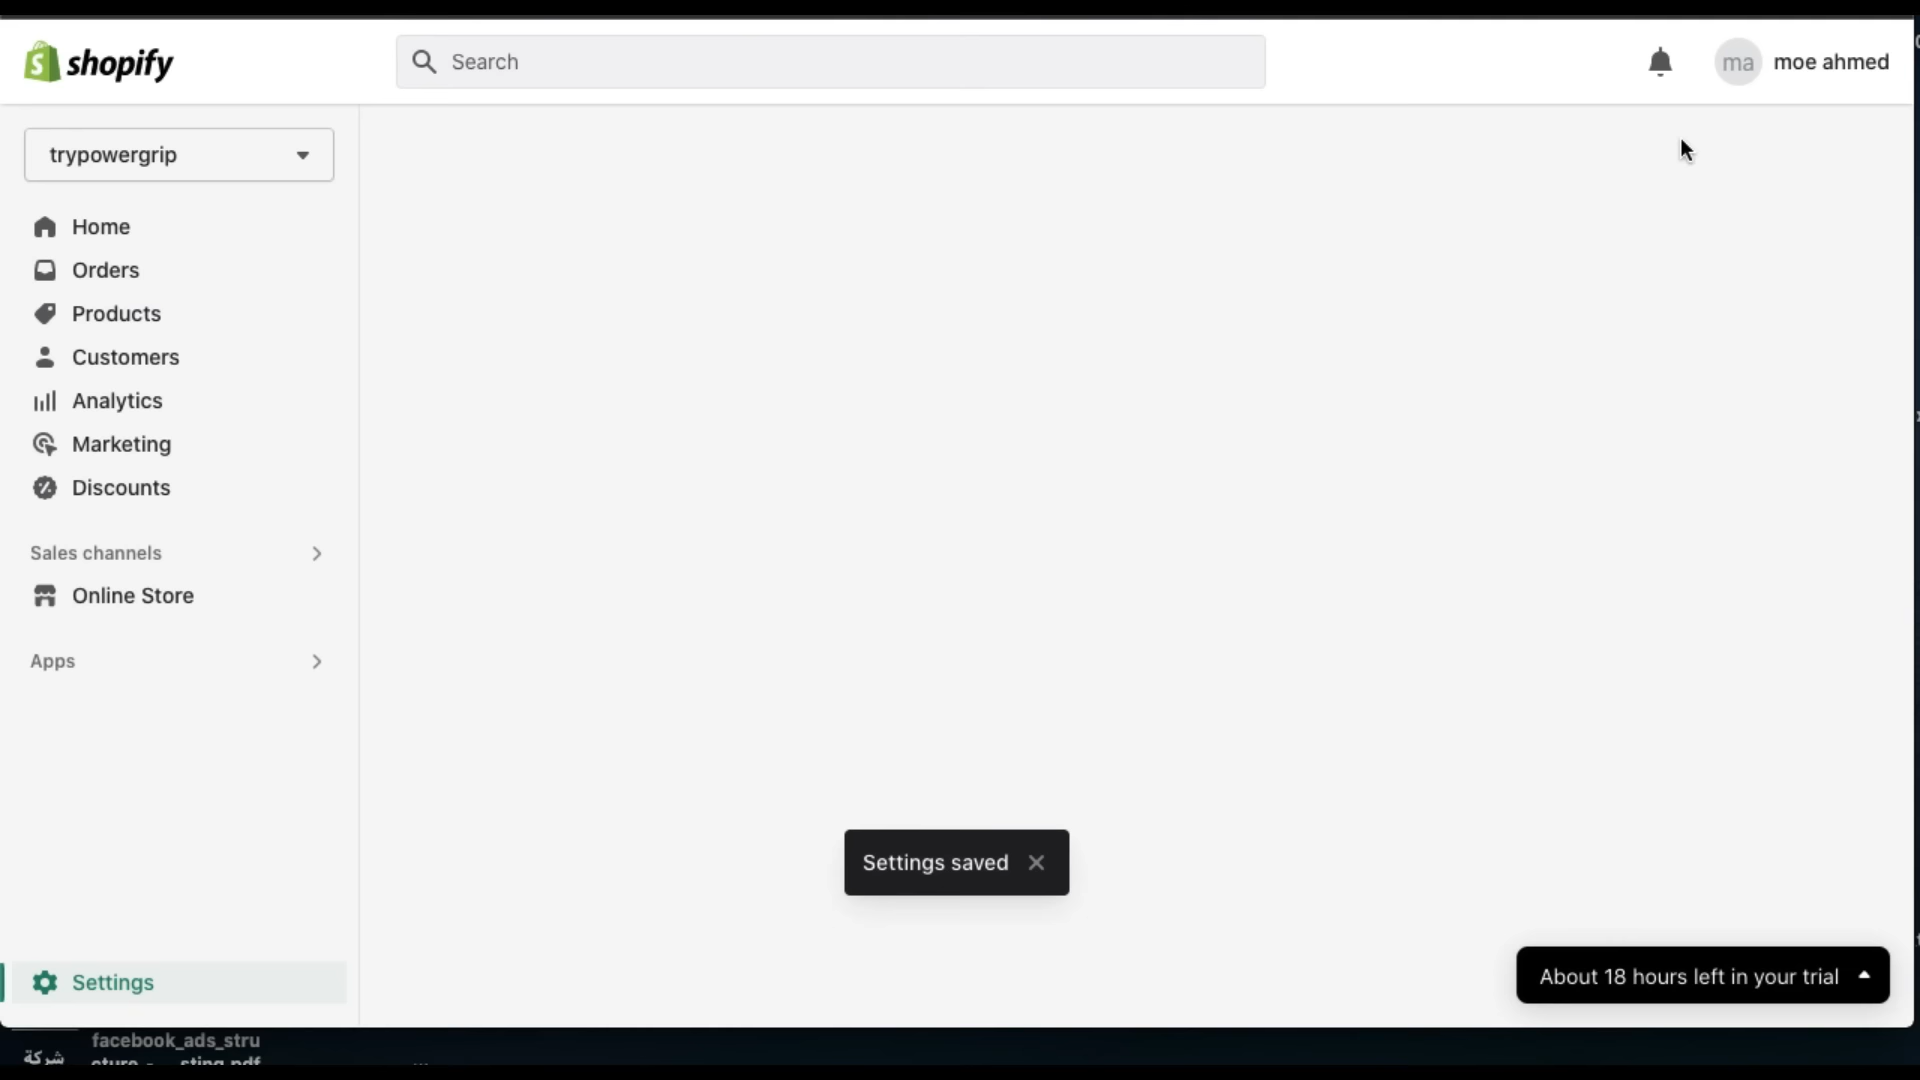 shopify
Search
ma
moe ahmed
trypowergrip
Home
Orders
Products
Customers
Analytics
Marketing
Discounts
Sales channels
Online Store
Apps
Settings saved
About 18 hours left in your trial
Settings
facebook_ads_stru
شركة